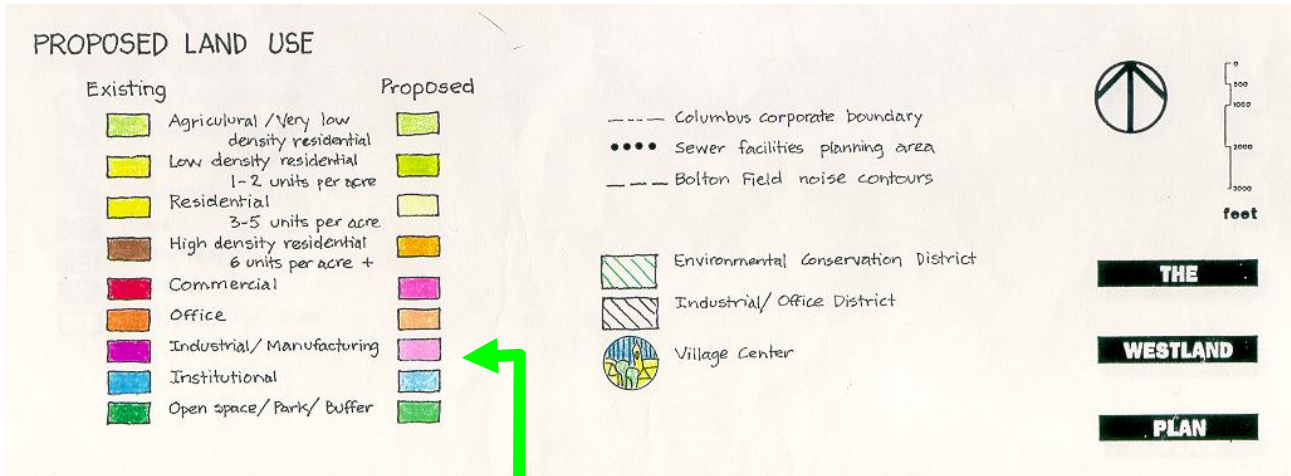 PROPOSED LAND USE
Existing
Proposed
Agriculural / Very low
density residential
Low density residential
1-2 units per acre
Residential
3-5 units per acre
High density residential
6 units per acre +
Commercial
Office
Industrial/Manufacturing
Institutional
Open space/Park/Buffer
Columbus corporate boundary
Sewer facilities planning area
Bolton Field noise contours
Environmental Conservation District
Industrial/Office District
Village Center
0
500
1000
2000
3000
feet
THE
WESTLAND
PLAN